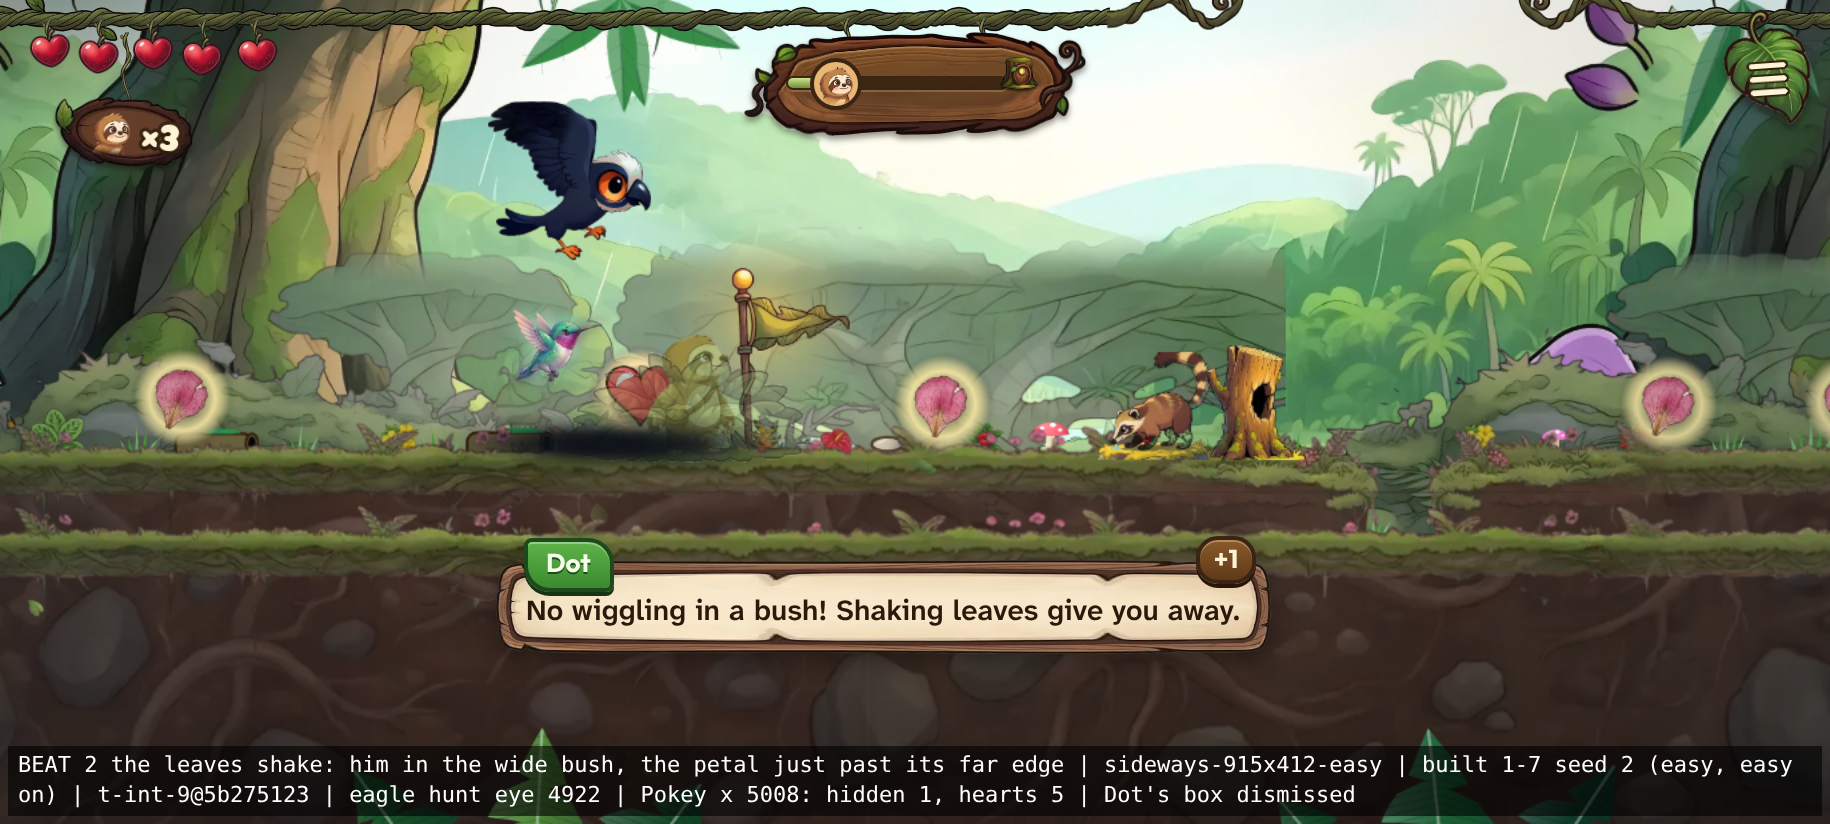 x3
Dot
+1
No wiggling in a bush! Shaking leaves give you away.
BEAT 2 the leaves shake: him in the wide bush, the petal just past its far edge | sideways-915x412-easy | built 1-7 seed 2 (easy, easy
on) | t-int-9@5b275123 | eagle hunt eye 4922 | Pokey x 5008: hidden 1, hearts 5 | Dot's box dismissed